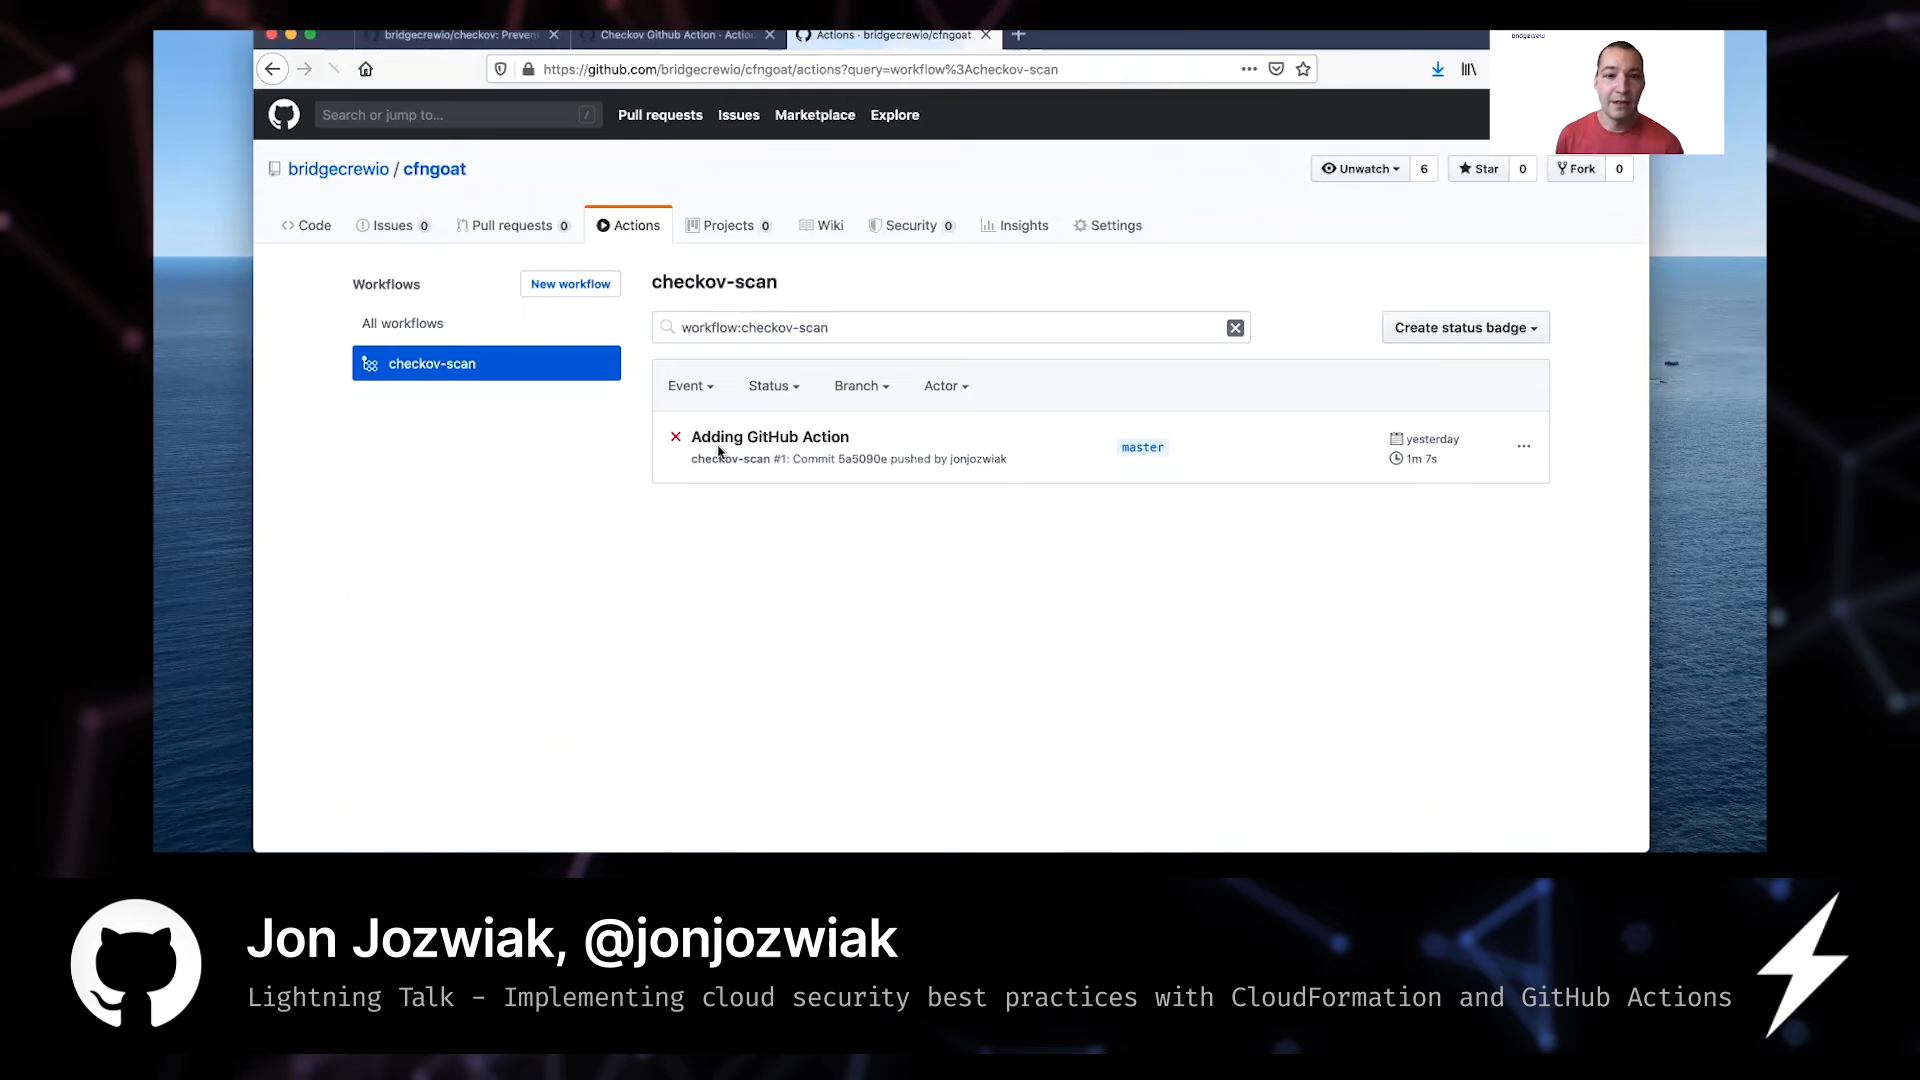 bridgecrewio/checkov: Preven
Checkov Github Action · Actio
Actions · bridgecrewio/cfngoat
https://github.com/bridgecrewio/cfngoat/actions?query=workflow%3Acheckov-scan
bridgecrew
Search or jump to...
/
Pull requests
Issues
Marketplace
Explore
bridgecrewio / cfngoat
Unwatch 6
Star 0
Fork 0
Code
Issues 0
Pull requests 0
Actions
Projects 0
Wiki
Security 0
Insights
Settings
Workflows
New workflow
All workflows
checkov-scan
checkov-scan
workflow:checkov-scan
Create status badge
Event
Status
Branch
Actor
Adding GitHub Action
checkov-scan #1: Commit 5a5090e pushed by jonjozwiak
master
yesterday
1m 7s
Jon Jozwiak, @jonjozwiak
Lightning Talk - Implementing cloud security best practices with CloudFormation and GitHub Actions